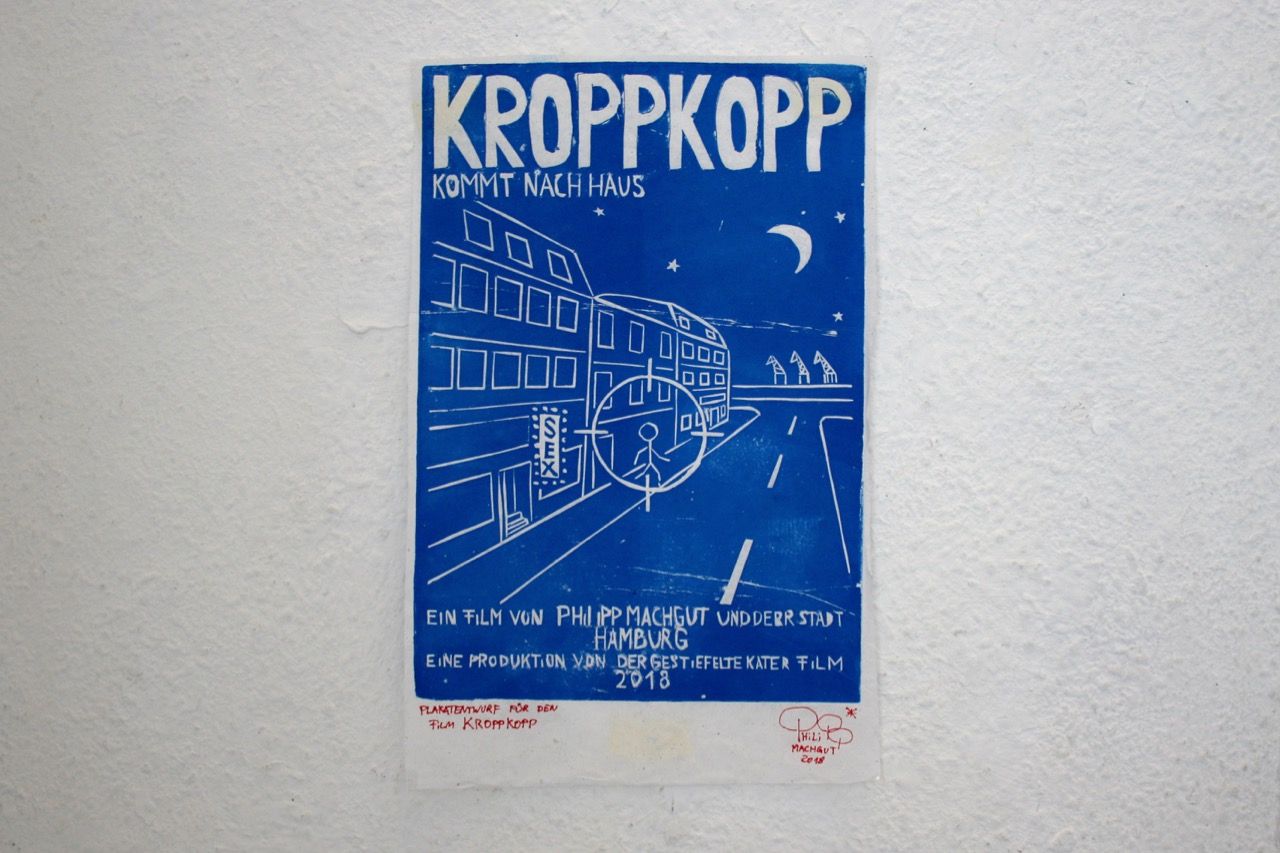 KROPPKOPP
KOMMT NACH HAUS
SEX
EIN FILM VON PHILIPP MACHGUT UND DERR STADT
HAMBURG
EINE PRODUKTION VON DER GESTIEFELTE KATER FILM
2018
PLAKATENTWURF FÜR DEN
FILM KROPPKOPP
PHILIPP
MACHGUT
2018